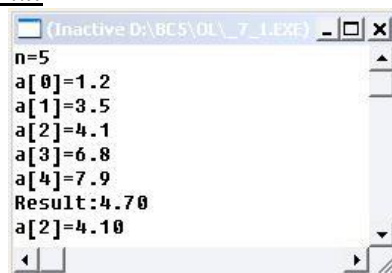 (Inactive D:\BC5\OL\_7_1.EXE)
n=5
a[0]=1.2
a[1]=3.5
a[2]=4.1
a[3]=6.8
a[4]=7.9
Result:4.70
a[2]=4.10